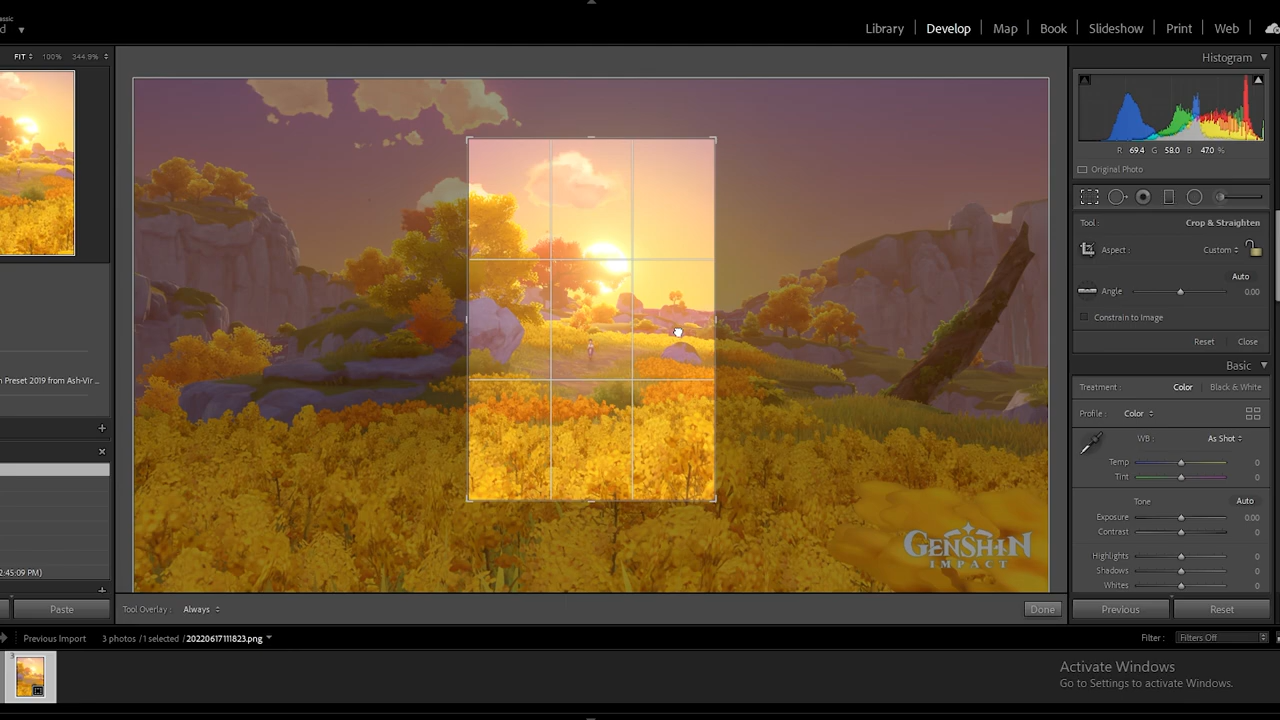 Library Develop Map Book Slideshow Print Web
FIT 100% 344.9%
Histogram
R 69.4 G 58.0 B 47.0 %
Original Photo
Tool: Crop & Straighten
Aspect: Custom
Auto
Angle 0.00
Constrain to Image
Reset Close
Basic
Treatment: Color Black & White
Profile: Color
WB: As Shot
Temp 0
Tint 0
Tone Auto
Exposure 0.00
Contrast 0
Highlights 0
Shadows 0
Whites 0
Previous Reset
n Preset 2019 from Ash-Vir ...
2:45:09 PM)
Paste
GENSHIN
IMPACT
Tool Overlay: Always
Done
Previous Import 3 photos / 1 selected / 20220617111823.png
Filter: Filters Off
3
Activate Windows
Go to Settings to activate Windows.